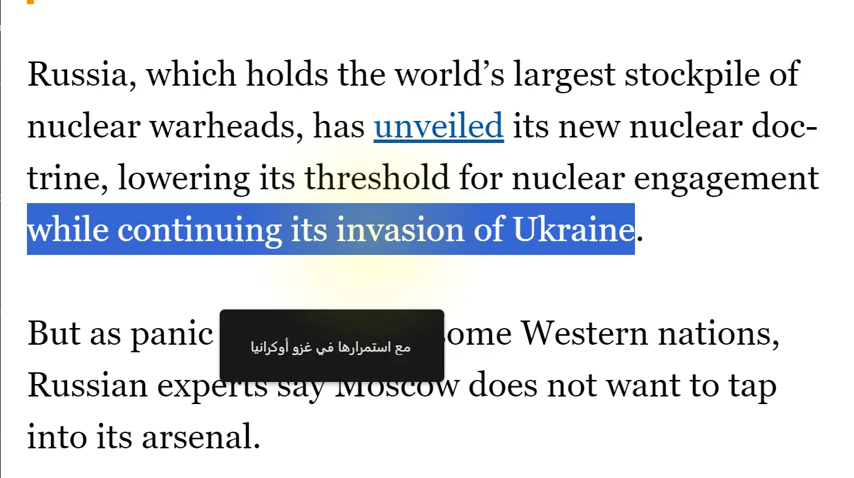 Russia, which holds the world’s largest stockpile of
nuclear warheads, has unveiled its new nuclear doc-
trine, lowering its threshold for nuclear engagement
while continuing its invasion of Ukraine.
But as panic ome Western nations,
مع استمرارها في غزو أوكرانيا
Russian experts say Moscow does not want to tap
into its arsenal.